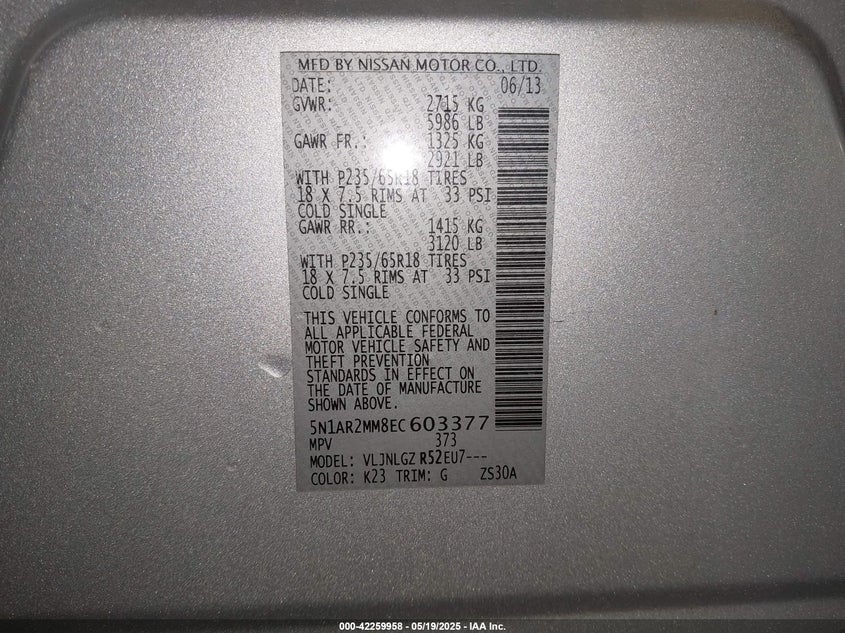 MFD BY NISSAN MOTOR CO., LTD.
DATE: 06/13
GVWR: 2715 KG
5986 LB
GAWR FR.: 1325 KG
2921 LB
WITH P235/65R18 TIRES
18 X 7.5 RIMS AT 33 PSI
COLD SINGLE
GAWR RR.: 1415 KG
3120 LB
WITH P235/65R18 TIRES
18 X 7.5 RIMS AT 33 PSI
COLD SINGLE
THIS VEHICLE CONFORMS TO
ALL APPLICABLE FEDERAL
MOTOR VEHICLE SAFETY AND
THEFT PREVENTION
STANDARDS IN EFFECT ON
THE DATE OF MANUFACTURE
SHOWN ABOVE.
5N1AR2MM8EC603377
MPV 373
MODEL: VLJNLGZ R52EU7---
COLOR: K23 TRIM: G ZS30A
000-42259958 - 05/19/2025 - IAA Inc.